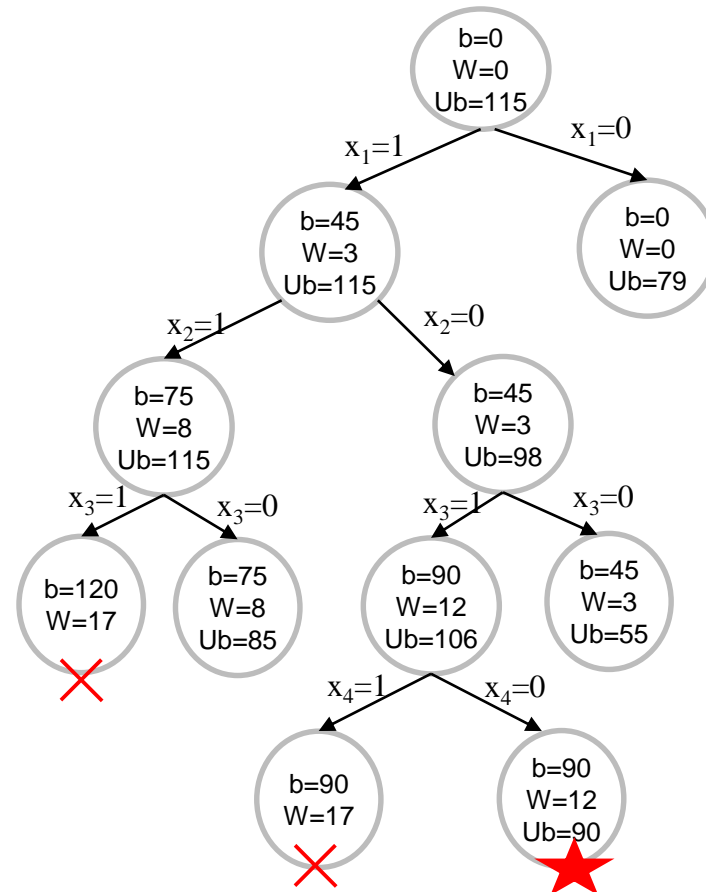 b=0
W=0
Ub=115
x₁=1
x₁=0
b=45
W=3
Ub=115
b=0
W=0
Ub=79
x₂=1
x₂=0
b=75
W=8
Ub=115
b=45
W=3
Ub=98
x₃=1
x₃=0
x₃=1
x₃=0
b=120
W=17
b=75
W=8
Ub=85
b=90
W=12
Ub=106
b=45
W=3
Ub=55
x₄=1
x₄=0
b=90
W=17
b=90
W=12
Ub=90